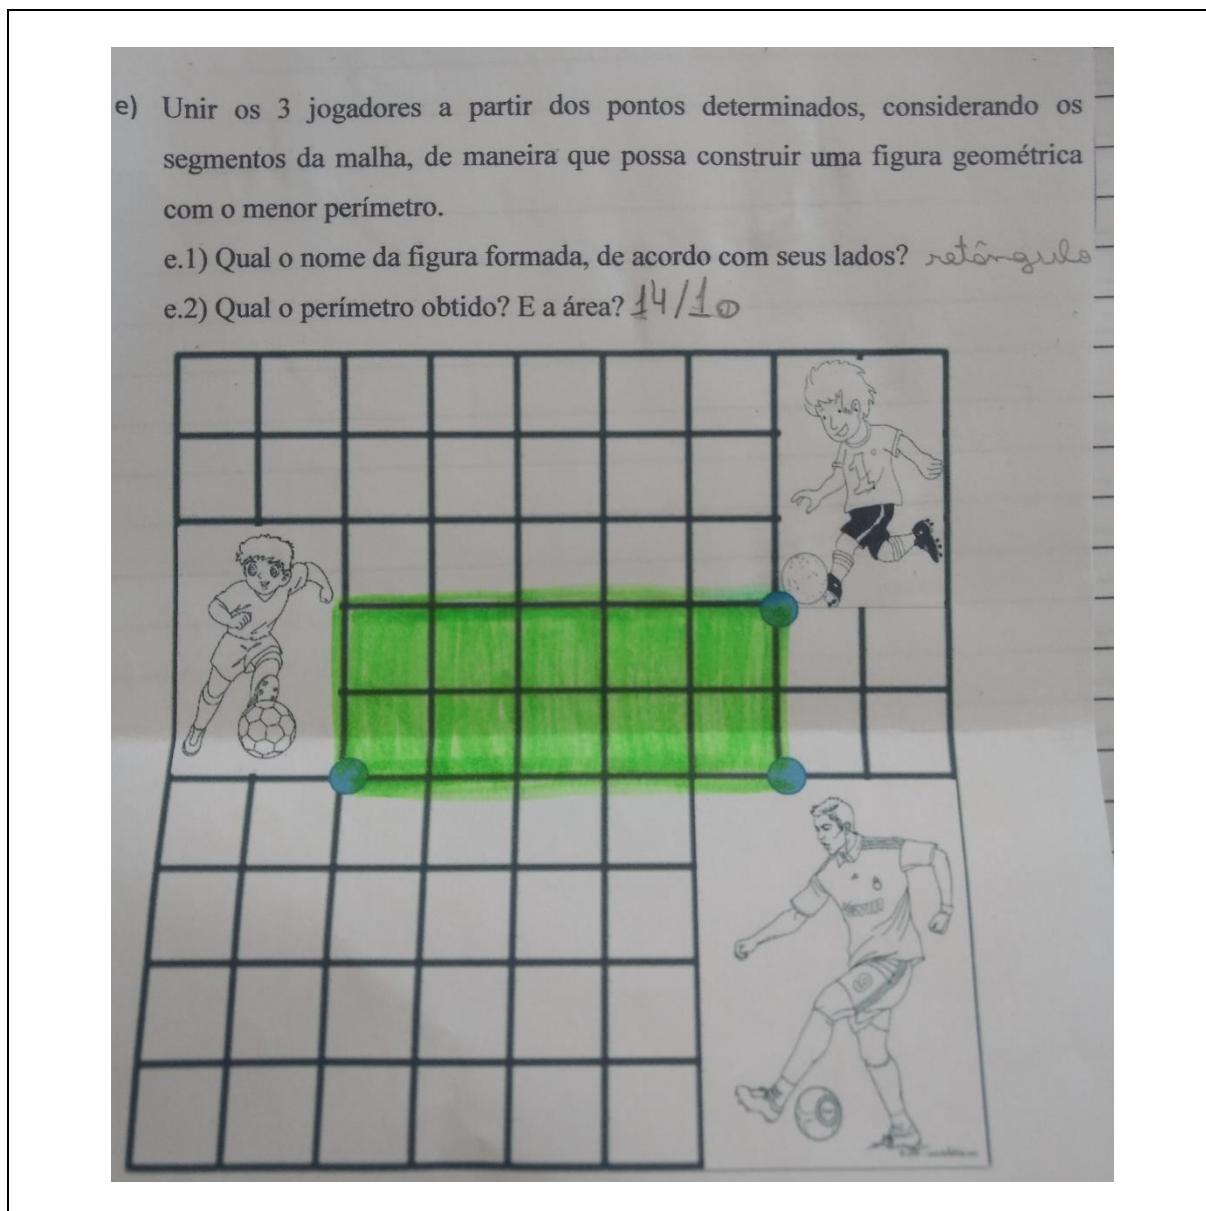 e) Unir os 3 jogadores a partir dos pontos determinados, considerando os
segmentos da malha, de maneira que possa construir uma figura geométrica
com o menor perímetro.
e.1) Qual o nome da figura formada, de acordo com seus lados? retângulo
e.2) Qual o perímetro obtido? E a área? 14/10
1